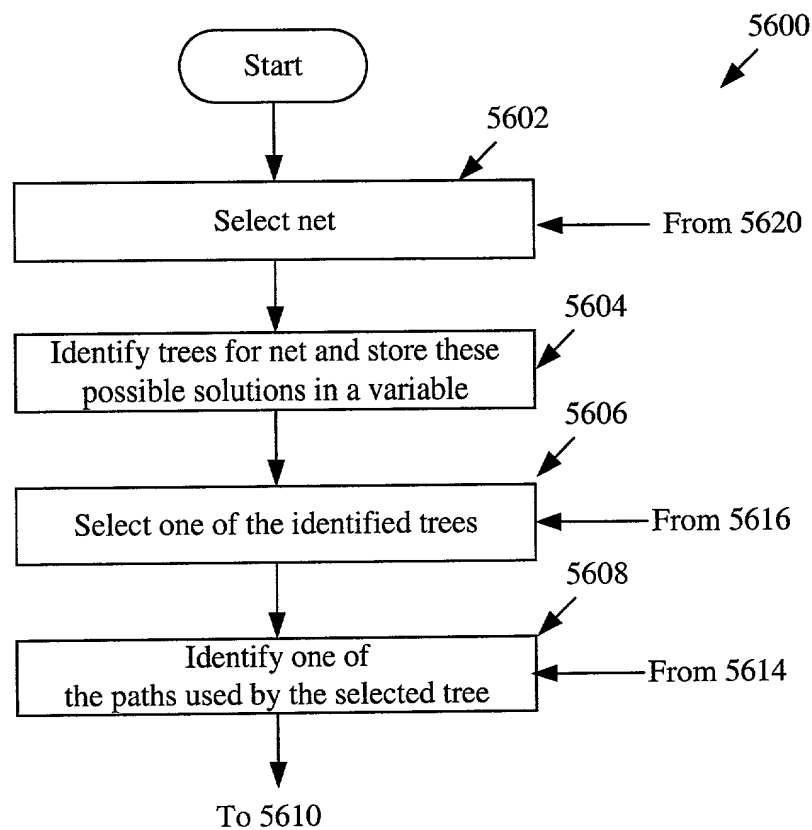 5600
Start
5602
Select net
From 5620
5604
Identify trees for net and store these
possible solutions in a variable
5606
Select one of the identified trees
From 5616
5608
Identify one of
the paths used by the selected tree
From 5614
To 5610